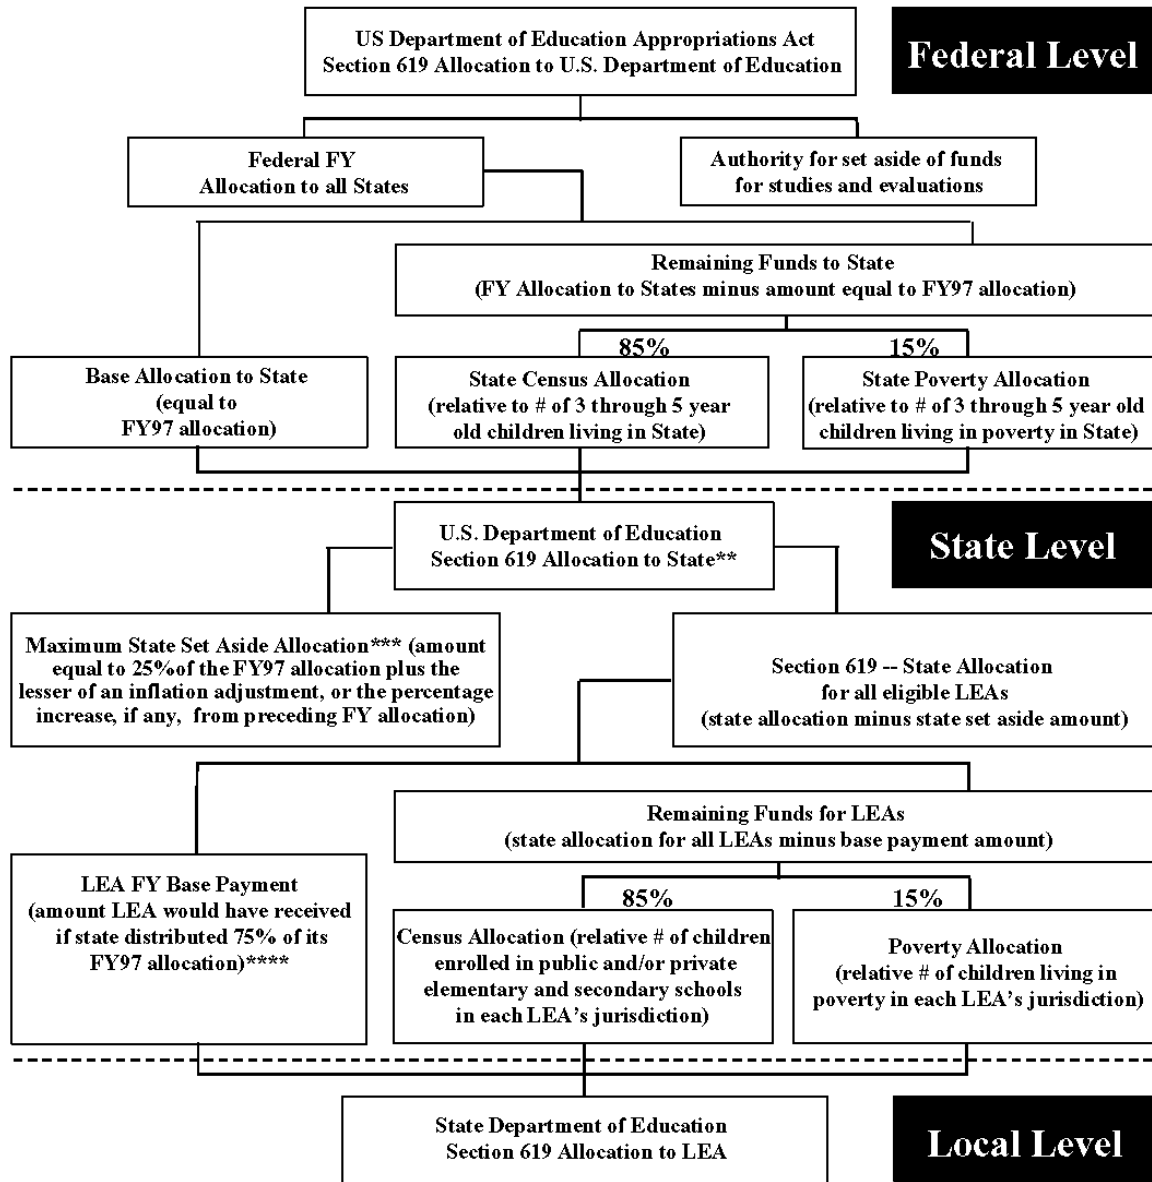 US Department of Education Appropriations Act
Section 619 Allocation to U.S. Department of Education
Federal Level
Federal FY
Allocation to all States
Authority for set aside of funds
for studies and evaluations
Remaining Funds to State
(FY Allocation to States minus amount equal to FY97 allocation)
85%
15%
Base Allocation to State
(equal to
FY97 allocation)
State Census Allocation
(relative to # of 3 through 5 year
old children living in State)
State Poverty Allocation
(relative to # of 3 through 5 year old
children living in poverty in State)
U.S. Department of Education
Section 619 Allocation to State**
State Level
Maximum State Set Aside Allocation*** (amount
equal to 25%of the FY97 allocation plus the
lesser of an inflation adjustment, or the percentage
increase, if any, from preceding FY allocation)
Section 619 -- State Allocation
for all eligible LEAs
(state allocation minus state set aside amount)
Remaining Funds for LEAs
(state allocation for all LEAs minus base payment amount)
85%
15%
LEA FY Base Payment
(amount LEA would have received
if state distributed 75% of its
FY97 allocation)****
Census Allocation (relative # of children
enrolled in public and/or private
elementary and secondary schools
in each LEA's jurisdiction)
Poverty Allocation
(relative # of children living in
poverty in each LEA's jurisdiction)
State Department of Education
Section 619 Allocation to LEA
Local Level